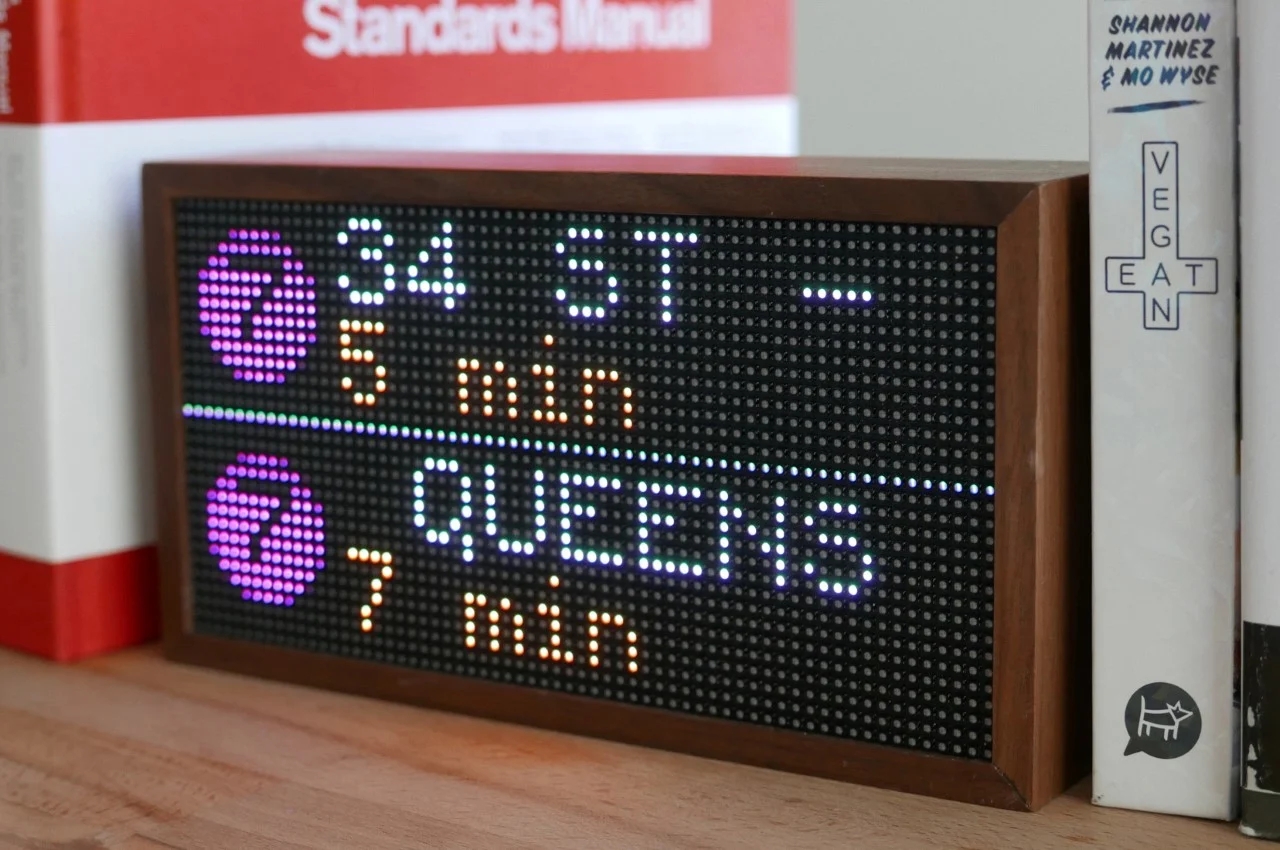 Standards Manual
7
34 ST -
5 min
7
QUEENS
7 min
SHANNON
MARTINEZ
& MO WYSE
VEGAN
EAT